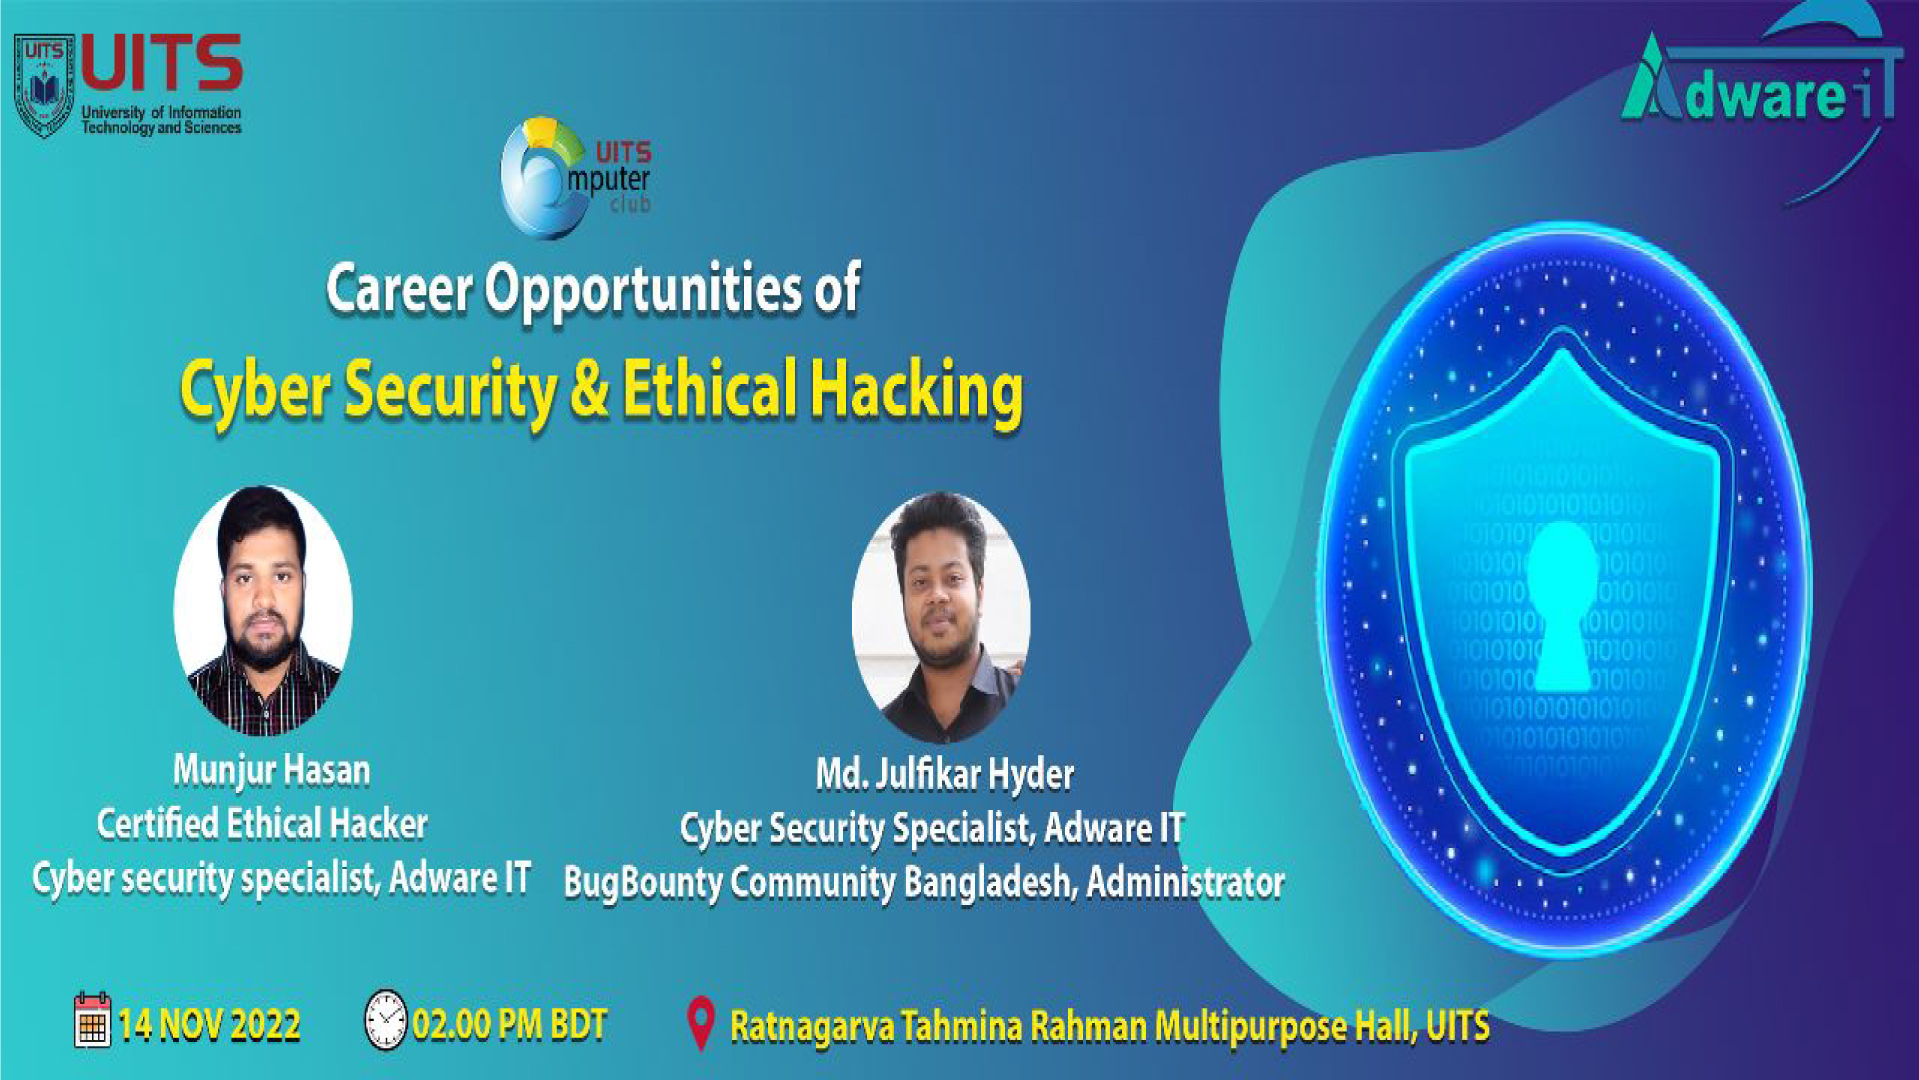 UITS
UITS
University of Information
Technology and Sciences
Adware iT
UITS
mputer
club
Career Opportunities of
Cyber Security & Ethical Hacking
Munjur Hasan
Certified Ethical Hacker
Cyber security specialist, Adware IT
Md. Julfikar Hyder
Cyber Security Specialist, Adware IT
BugBounty Community Bangladesh, Administrator
14 NOV 2022
02.00 PM BDT
Ratnagarva Tahmina Rahman Multipurpose Hall, UITS